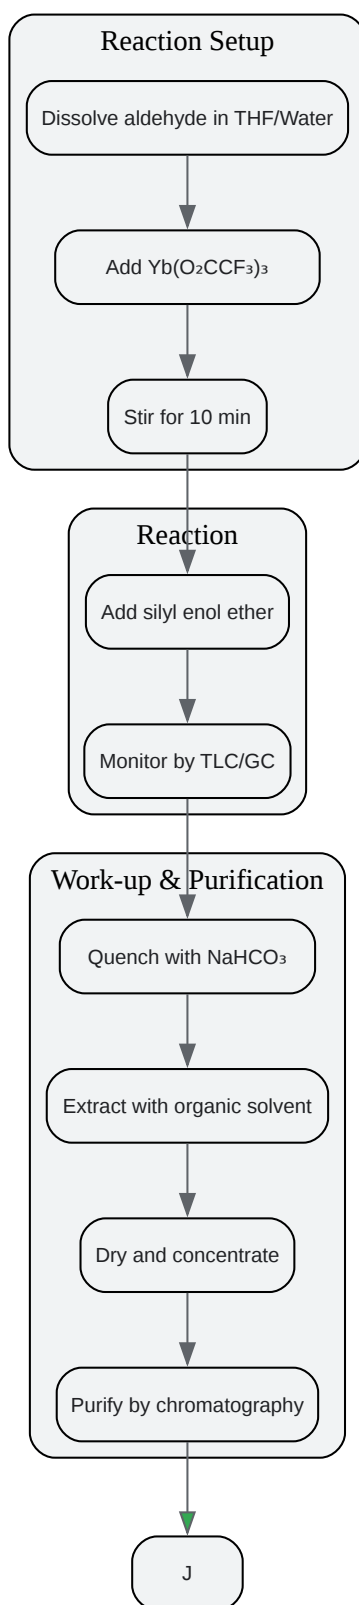 Reaction Setup
Dissolve aldehyde in THF/Water
Add Yb(O₂CCF₃)₃
Stir for 10 min
Reaction
Add silyl enol ether
Monitor by TLC/GC
Work-up & Purification
Quench with NaHCO₃
Extract with organic solvent
Dry and concentrate
Purify by chromatography
J